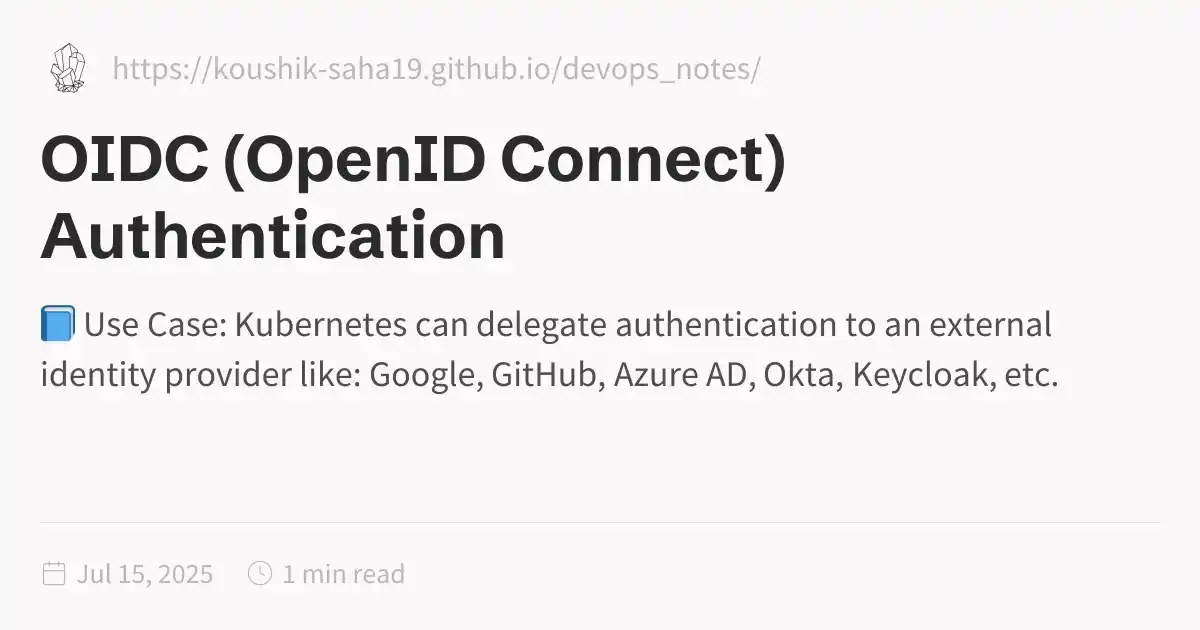 https://koushik-saha19.github.io/devops_notes/
OIDC (OpenID Connect)
Authentication
📘 Use Case: Kubernetes can delegate authentication to an external
identity provider like: Google, GitHub, Azure AD, Okta, Keycloak, etc.
Jul 15, 2025 1 min read